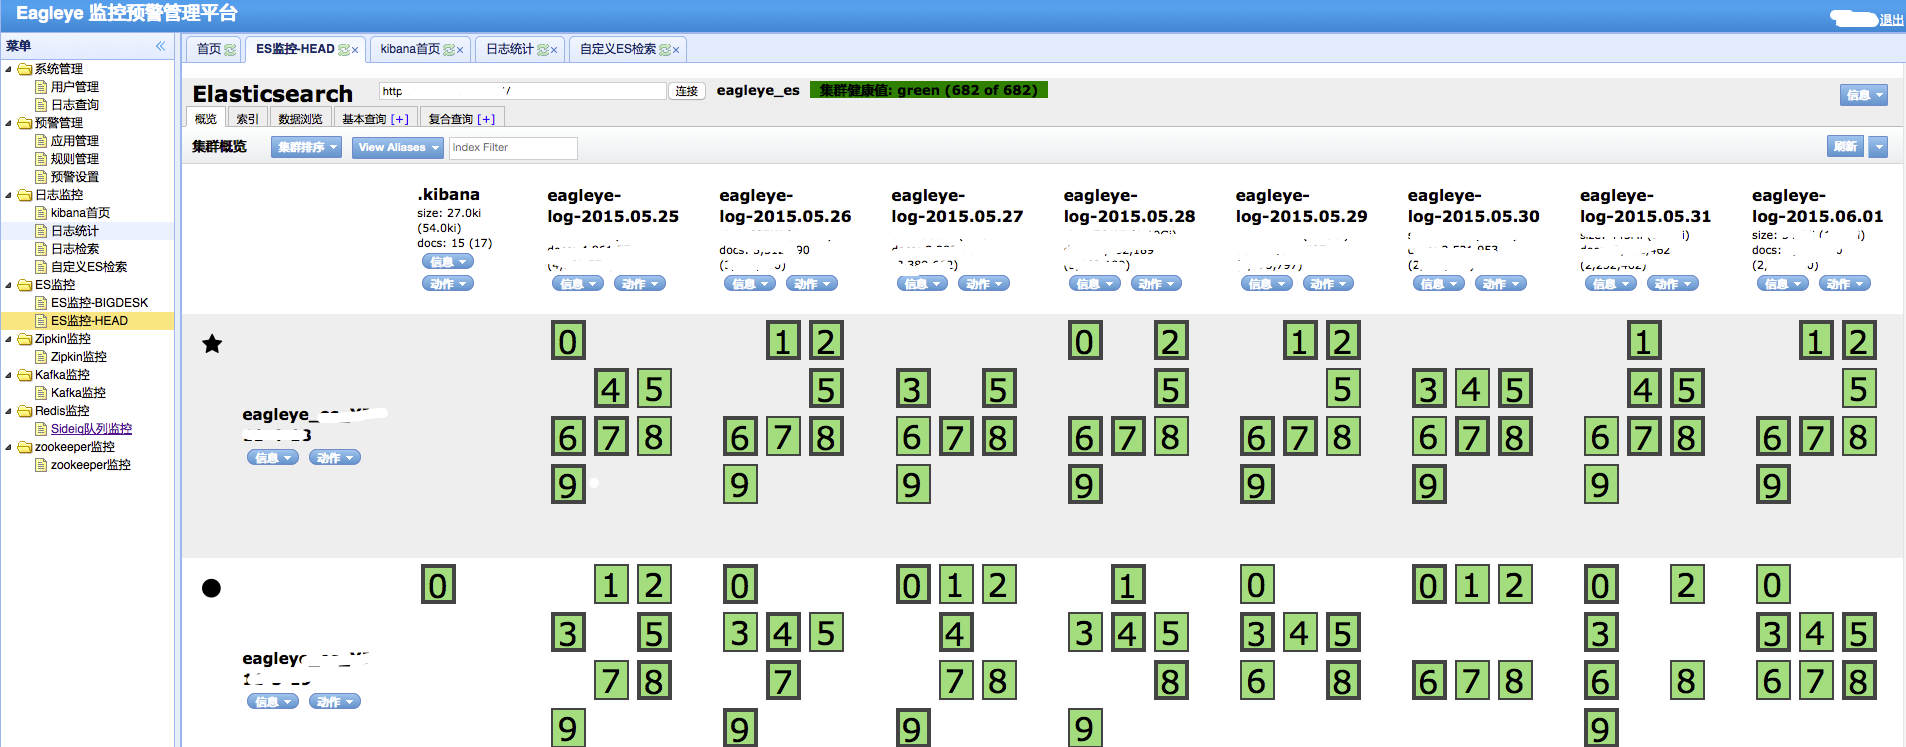 Eagleye 监控预警管理平台
退出
菜单
系统管理
用户管理
日志查询
预警管理
应用管理
规则管理
预警设置
日志监控
kibana首页
日志统计
日志检索
自定义ES检索
ES监控
ES监控-BIGDESK
ES监控-HEAD
Zipkin监控
Zipkin监控
Kafka监控
Kafka监控
Redis监控
Sideiq队列监控
zookeeper监控
zookeeper监控
首页 ES监控-HEAD kibana首页 日志统计 自定义ES检索
Elasticsearch http / 连接 eagleye_es 集群健康值: green (682 of 682) 信息
概览 索引 数据浏览 基本查询 [+] 复合查询 [+]
集群概览 集群排序 View Aliases Index Filter 刷新
.kibana
size: 27.0ki
(54.0ki)
docs: 15 (17)
信息
动作
eagleye-
log-2015.05.25
信息 动作
eagleye-
log-2015.05.26
信息 动作
eagleye-
log-2015.05.27
信息 动作
eagleye-
log-2015.05.28
信息 动作
eagleye-
log-2015.05.29
信息 动作
eagleye-
log-2015.05.30
信息 动作
eagleye-
log-2015.05.31
信息 动作
eagleye-
log-2015.06.01
size:
docs:
信息 动作
0 1 2 0 2 1 2 1 1 2
4 5 5 3 5 5 5 3 4 5 4 5 5
eagleye_
信息 动作
6 7 8 6 7 8 6 7 8 6 7 8 6 7 8 6 7 8 6 7 8 6 7 8
9 9 9 9 9 9 9 9
0 1 2 0 0 1 2 1 0 0 1 2 0 2 0
3 5 3 4 5 4 3 4 5 3 4 5 3 3 4 5
eagleye_
信息 动作
7 8 7 7 8 8 6 8 6 7 8 6 8 6 7 8
9 9 9 9 9